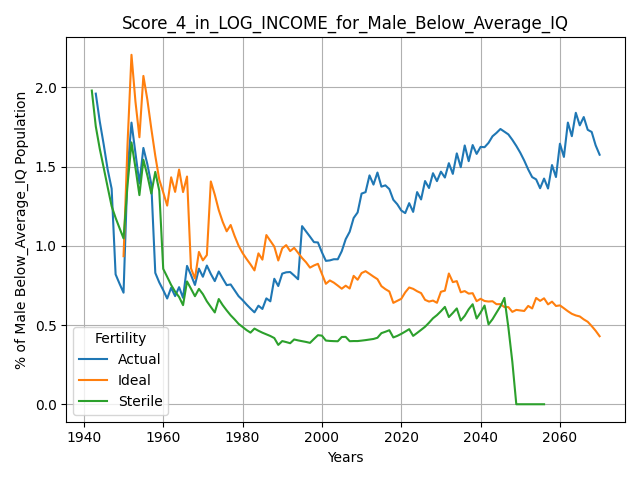 Score_4_in_LOG_INCOME_for_Male_Below_Average_IQ
% of Male Below_Average_IQ Population
2.0
1.5
1.0
0.5
0.0
Fertility
Actual
Ideal
Sterile
1940 1960 1980 2000 2020 2040 2060
Years